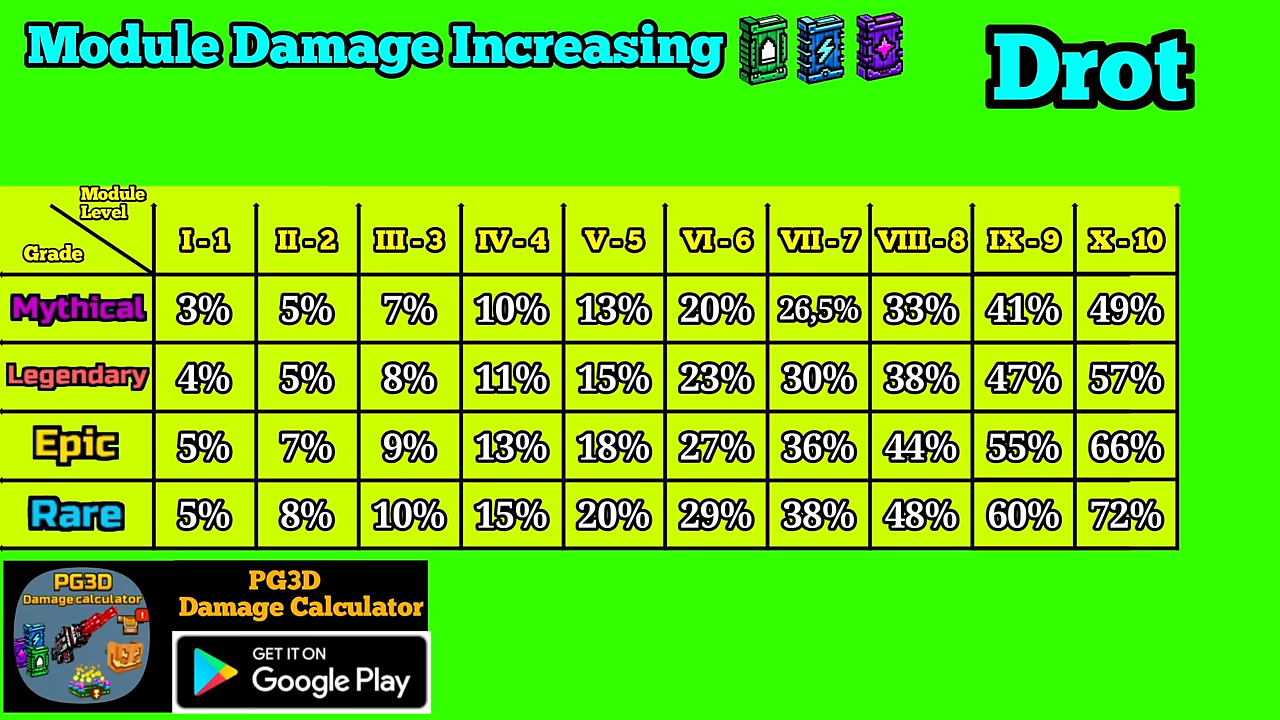 Module Damage Increasing
Drot
Module
Level
Grade
I - 1 II - 2 III - 3 IV - 4 V - 5 VI - 6 VII - 7 VIII - 8 IX - 9 X - 10
Mythical 3% 5% 7% 10% 13% 20% 26,5% 33% 41% 49%
Legendary 4% 5% 8% 11% 15% 23% 30% 38% 47% 57%
Epic 5% 7% 9% 13% 18% 27% 36% 44% 55% 66%
Rare 5% 8% 10% 15% 20% 29% 38% 48% 60% 72%
PG3D
Damage calculator
PG3D
Damage Calculator
GET IT ON
Google Play